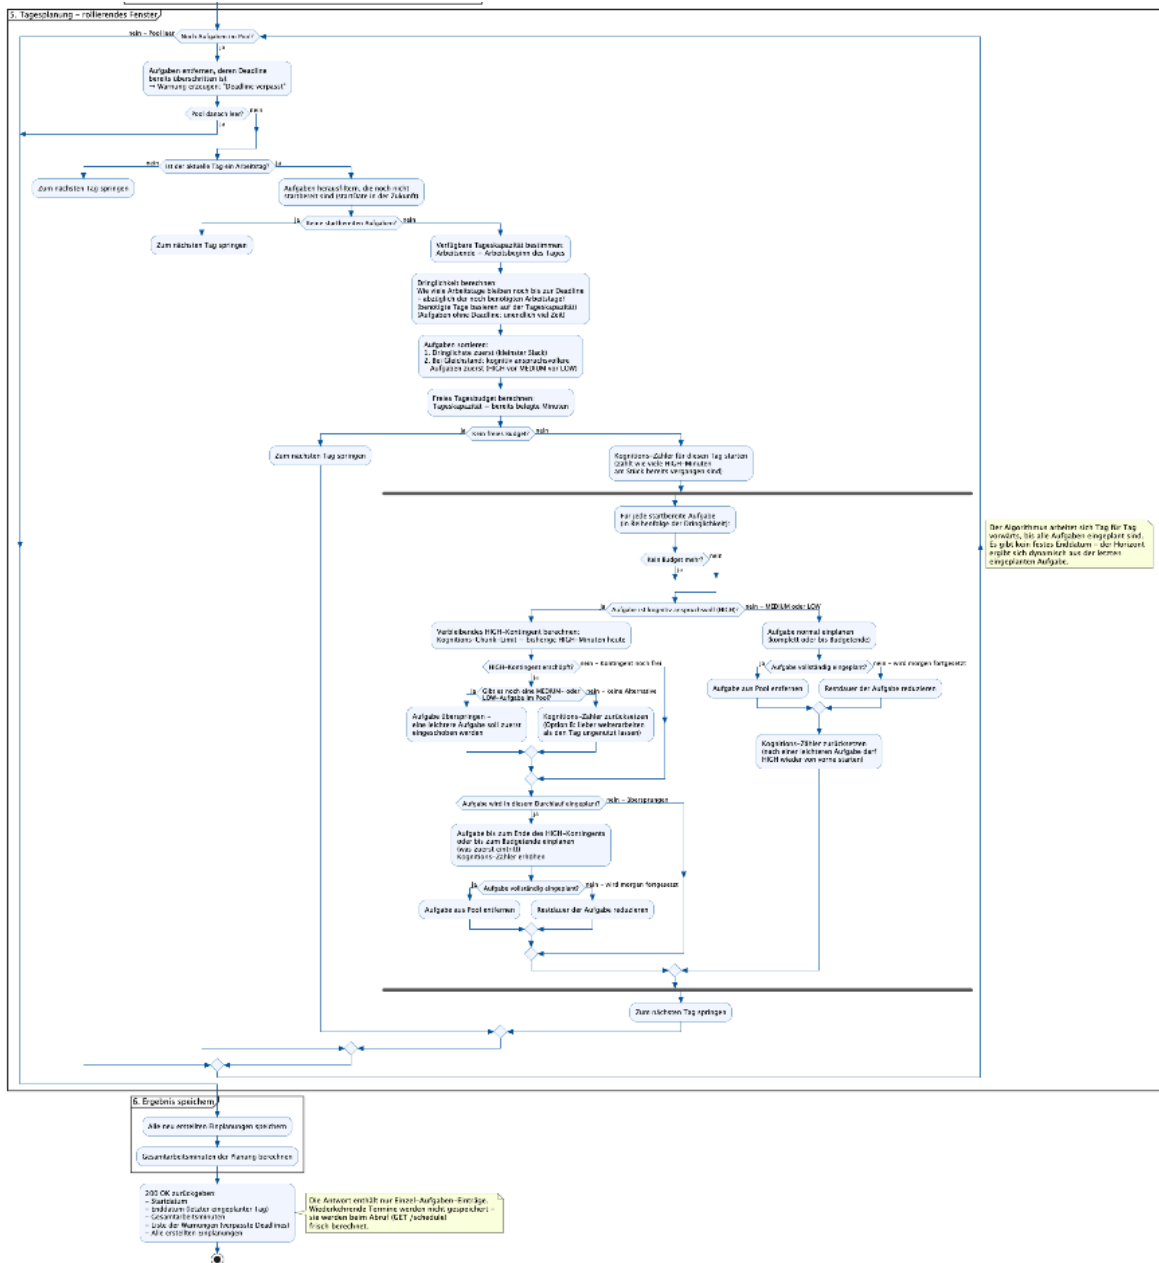 5. Tagesplanung – rollierendes Fenster
nein – Pool leer
Noch Aufgaben im Pool?
ja
Aufgaben entfernen, deren Deadline
bereits überschritten ist
→ Warnung erzeugen: "Deadline verpasst"
Pool danach leer?
nein
ja
nein
Ist der aktuelle Tag ein Arbeitstag?
ja
Zum nächsten Tag springen
Aufgaben herausfiltern, die noch nicht
startbereit sind (startDate in der Zukunft)
ja
Keine startbereiten Aufgaben?
nein
Zum nächsten Tag springen
Verfügbare Tageskapazität bestimmen:
Arbeitsende – Arbeitsbeginn des Tages
Dringlichkeit berechnen:
Wie viele Arbeitstage bleiben noch bis zur Deadline
– abzüglich der noch benötigten Arbeitstage)
(benötigte Tage basieren auf der Tageskapazität)
(Aufgaben ohne Deadline: unendlich viel Zeit)
Aufgaben sortieren:
1. Dringlichste zuerst (kleinster Slack)
2. Bei Gleichstand: kognitiv anspruchsvollere
Aufgaben zuerst (HIGH vor MEDIUM vor LOW)
Freies Tagesbudget berechnen:
Tageskapazität – bereits belegte Minuten
ja
Kein freies Budget?
nein
Zum nächsten Tag springen
Kognitions-Zähler für diesen Tag starten
(zählt wie viele HIGH-Minuten
am Stück bereits vergangen sind)
Für jede startbereite Aufgabe
(in Reihenfolge der Dringlichkeit):
Der Algorithmus arbeitet sich Tag für Tag
vorwärts, bis alle Aufgaben eingeplant sind.
Es gibt kein festes Enddatum – der Horizont
ergibt sich dynamisch aus der letzten
eingeplanten Aufgabe.
Kein Budget mehr?
nein
ja
ja
Aufgabe ist kognitiv anspruchsvoll (HIGH)?
nein – MEDIUM oder LOW
Verbleibendes HIGH-Kontingent berechnen:
Kognitions-Chunk-Limit – bisherige HIGH-Minuten heute
Aufgabe normal einplanen
(komplett oder bis Budgetende)
HIGH-Kontingent erschöpft?
nein – Kontingent noch frei
ja
ja
Aufgabe vollständig eingeplant?
nein – wird morgen fortgesetzt
ja
Gibt es noch eine MEDIUM- oder
LOW-Aufgabe im Pool?
nein – keine Alternative
Aufgabe aus Pool entfernen
Restdauer der Aufgabe reduzieren
Aufgabe überspringen –
eine leichtere Aufgabe soll zuerst
eingeschoben werden
Kognitions-Zähler zurücksetzen
(Option B: lieber weiterarbeiten
als den Tag ungenutzt lassen)
Kognitions-Zähler zurücksetzen
(nach einer leichteren Aufgabe darf
HIGH wieder von vorne starten)
Aufgabe wird in diesem Durchlauf eingeplant?
nein – übersprungen
ja
Aufgabe bis zum Ende des HIGH-Kontingents
oder bis zum Budgetende einplanen
(was zuerst eintritt)
Kognitions-Zähler erhöhen
ja
Aufgabe vollständig eingeplant?
nein – wird morgen fortgesetzt
Aufgabe aus Pool entfernen
Restdauer der Aufgabe reduzieren
Zum nächsten Tag springen
6. Ergebnis speichern
Alle neu erstellten Einplanungen speichern
Gesamtarbeitsminuten der Planung berechnen
200 OK zurückgeben:
– Startdatum
– Enddatum (letzter eingeplanter Tag)
– Gesamtarbeitsminuten
– Liste der Warnungen (verpasste Deadlines)
– Alle erstellten Einplanungen
Die Antwort enthält nur Einzel-Aufgaben-Einträge.
Wiederkehrende Termine werden nicht gespeichert –
sie werden beim Abruf (GET /schedule)
frisch berechnet.